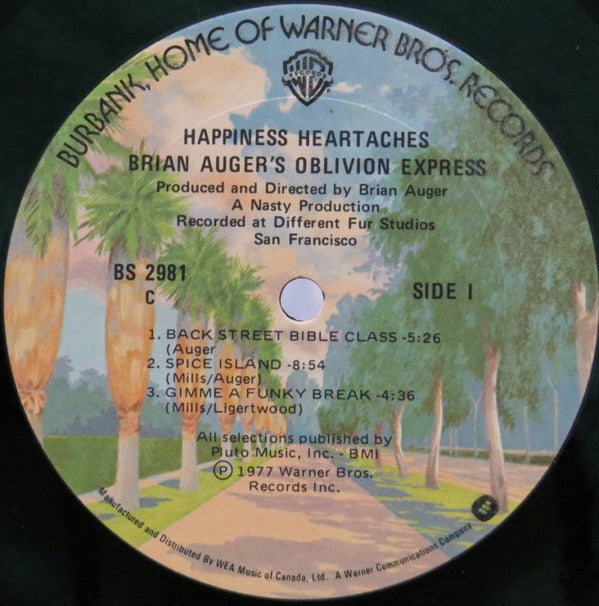 BURBANK, HOME OF WARNER BROS. RECORDS
RECORDS
HAPPINESS HEARTACHES
BRIAN AUGER'S OBLIVION EXPRESS
Produced and Directed by Brian Auger
A Nasty Production
Recorded at Different Fur Studios
San Francisco
BS 2981
C
SIDE I
1. BACK STREET BIBLE CLASS -5:26
(Auger
2. SPICE ISLAND -8:54
(Mills/Auger)
3. GIMME A FUNKY BREAK -4:36
(Mills/Ligertwood)
All selections published by
Pluto Music, Inc. - BMI
Ⓟ 1977 Warner Bros.
Records Inc.
Manufactured and Distributed By WEA Music of Canada, Ltd. A Warner Communications Company